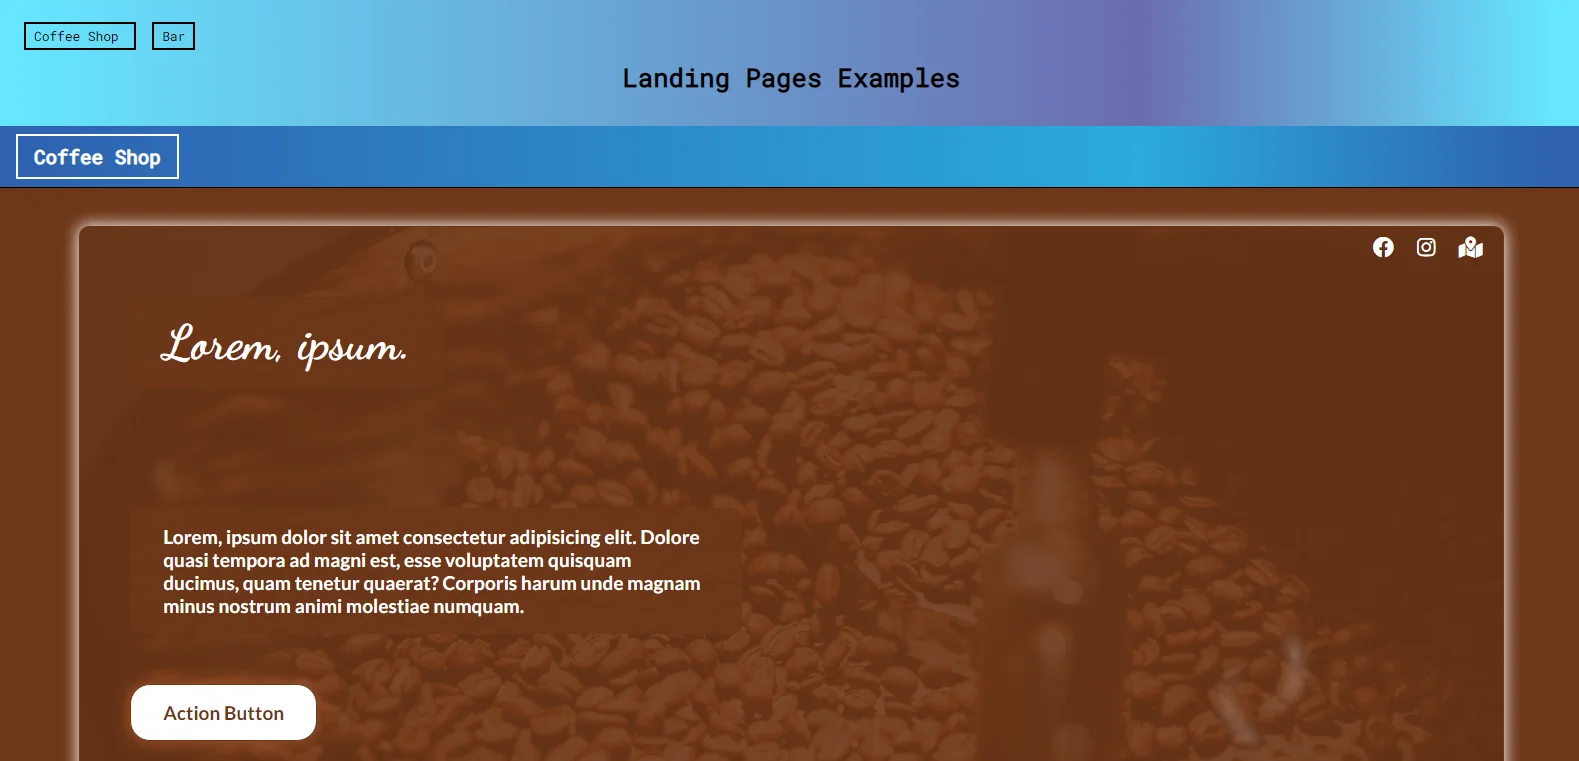 Coffee Shop
Bar
Landing Pages Examples
Coffee Shop
Lorem, ipsum.
Lorem, ipsum dolor sit amet consectetur adipisicing elit. Dolore
quasi tempora ad magni est, esse voluptatem quisquam
ducimus, quam tenetur quaerat? Corporis harum unde magnam
minus nostrum animi molestiae numquam.
Action Button